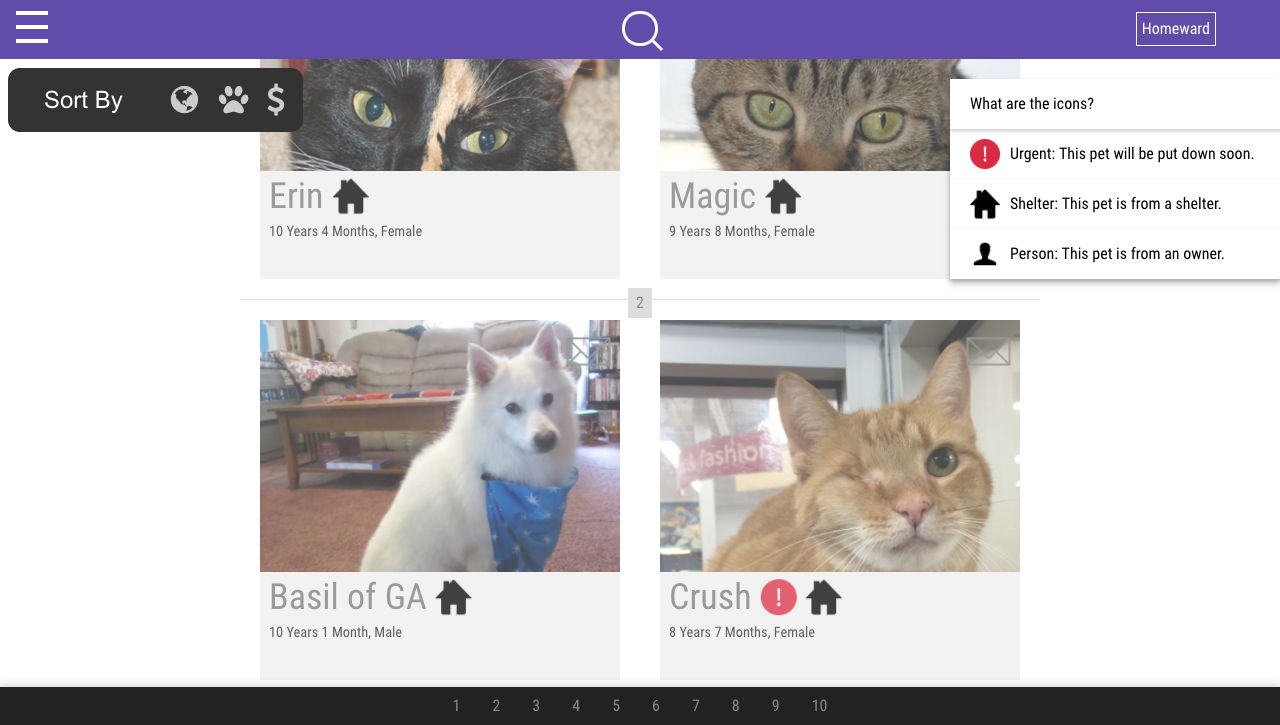 Homeward
Sort By
What are the icons?
Urgent: This pet will be put down soon.
Shelter: This pet is from a shelter.
Person: This pet is from an owner.
Erin
10 Years 4 Months, Female
Magic
9 Years 8 Months, Female
2
& fashion
Basil of GA
10 Years 1 Month, Male
Crush
8 Years 7 Months, Female
1 2 3 4 5 6 7 8 9 10